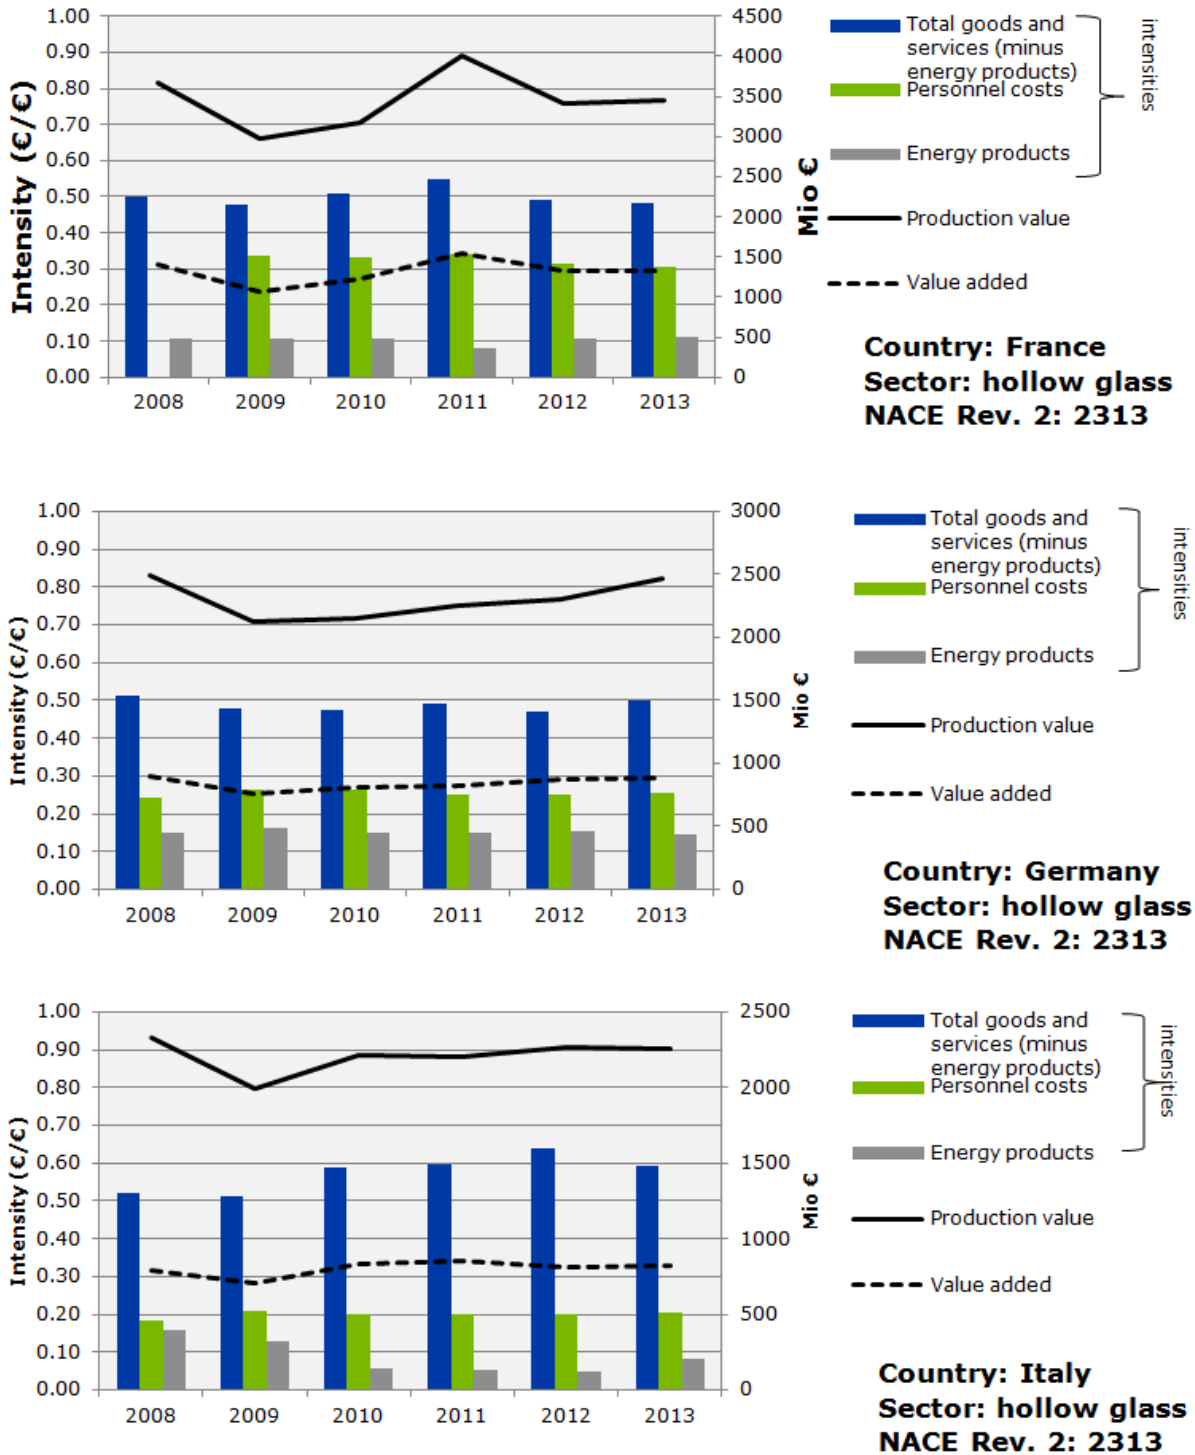 1.00
0.90
0.80
0.70
0.60
0.50
0.40
0.30
0.20
0.10
0.00
Intensity (€/€)
4500
4000
3500
3000
2500
2000
1500
1000
500
0
Mio €
2008 2009 2010 2011 2012 2013
Total goods and
services (minus
energy products)
Personnel costs
Energy products
Production value
Value added
intensities
Country: France
Sector: hollow glass
NACE Rev. 2: 2313
1.00
0.90
0.80
0.70
0.60
0.50
0.40
0.30
0.20
0.10
0.00
Intensity (€/€)
3000
2500
2000
1500
1000
500
0
Mio €
2008 2009 2010 2011 2012 2013
Total goods and
services (minus
energy products)
Personnel costs
Energy products
Production value
Value added
intensities
Country: Germany
Sector: hollow glass
NACE Rev. 2: 2313
1.00
0.90
0.80
0.70
0.60
0.50
0.40
0.30
0.20
0.10
0.00
Intensity (€/€)
2500
2000
1500
1000
500
0
Mio €
2008 2009 2010 2011 2012 2013
Total goods and
services (minus
energy products)
Personnel costs
Energy products
Production value
Value added
intensities
Country: Italy
Sector: hollow glass
NACE Rev. 2: 2313